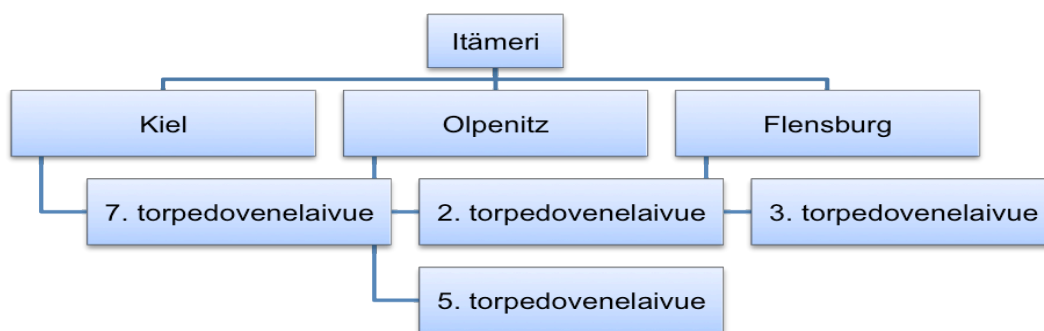 Itämeri
Kiel
Olpenitz
Flensburg
7. torpedovenelaivue
2. torpedovenelaivue
3. torpedovenelaivue
5. torpedovenelaivue